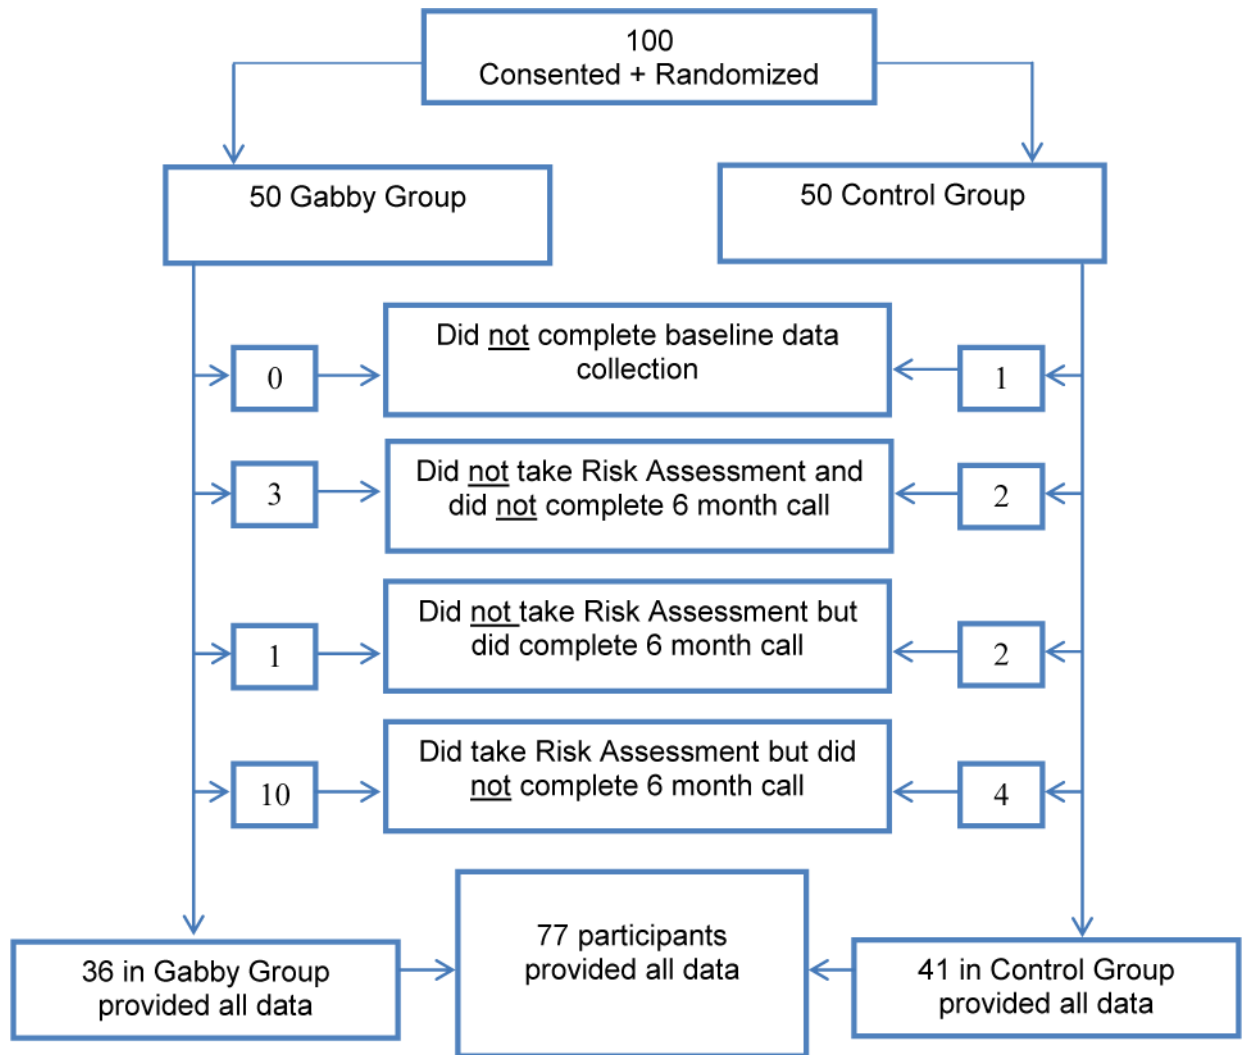 100
Consented + Randomized
50 Gabby Group
50 Control Group
0
Did not complete baseline data
collection
1
3
Did not take Risk Assessment and
did not complete 6 month call
2
1
Did not take Risk Assessment but
did complete 6 month call
2
10
Did take Risk Assessment but did
not complete 6 month call
4
36 in Gabby Group
provided all data
77 participants
provided all data
41 in Control Group
provided all data